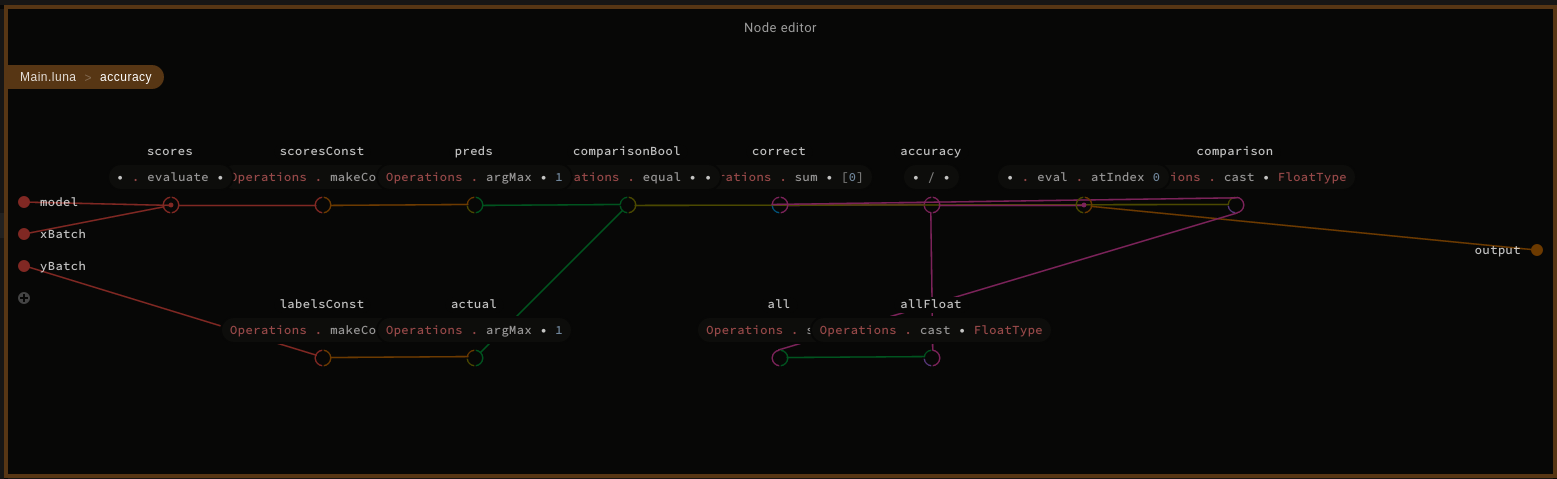 Node editor
Main.luna > accuracy
scores scoresConst preds comparisonBool correct accuracy comparison
• . evaluate • Operations . makeCo Operations . argMax • 1 ations . equal • • rations . sum • [0] • / • • . eval . atIndex 0 ions . cast • FloatType
model
xBatch
yBatch
output
labelsConst actual all allFloat
Operations . makeCo Operations . argMax • 1 Operations . s Operations . cast • FloatType